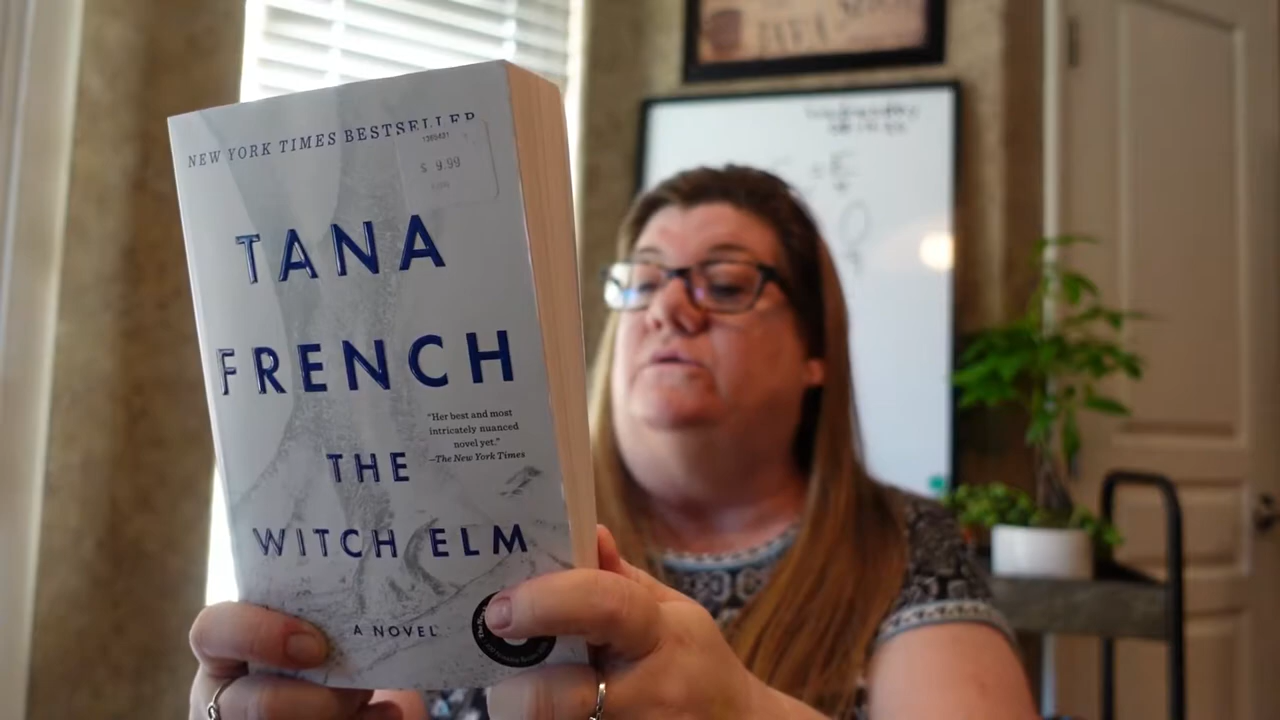 NEW YORK TIMES BESTSELLER
1365431
$ 9.99
TANA
FRENCH
"Her best and most
intricately nuanced
novel yet."
—The New York Times
THE
WITCH ELM
A NOVEL